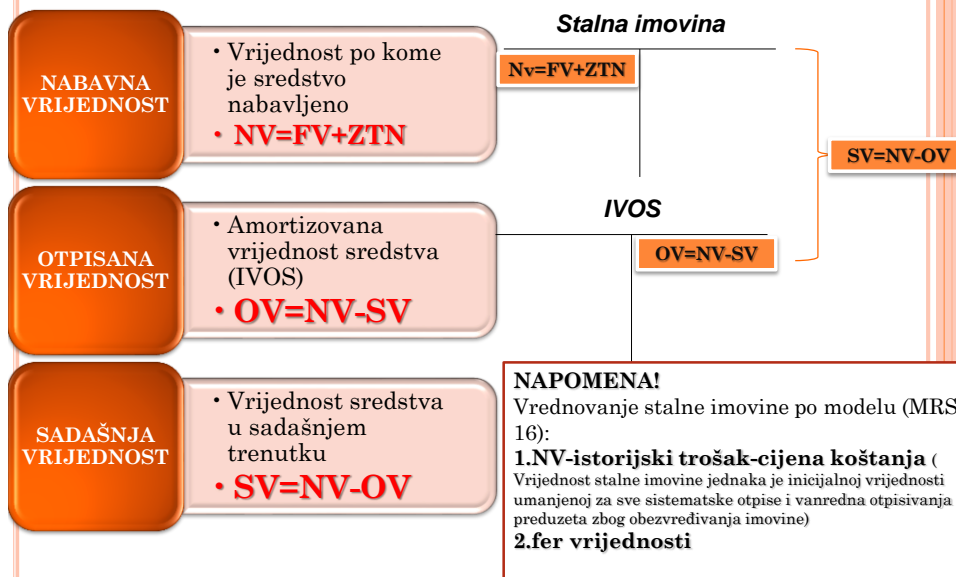 NABAVNA
VRIJEDNOST
• Vrijednost po kome
je sredstvo
nabavljeno
• NV=FV+ZTN
Stalna imovina
Nv=FV+ZTN
SV=NV-OV
OTPISANA
VRIJEDNOST
• Amortizovana
vrijednost sredstva
(IVOS)
• OV=NV-SV
IVOS
OV=NV-SV
SADAŠNJA
VRIJEDNOST
• Vrijednost sredstva
u sadašnjem
trenutku
• SV=NV-OV
NAPOMENA!
Vrednovanje stalne imovine po modelu (MRS
16):
1.NV-istorijski trošak-cijena koštanja (
Vrijednost stalne imovine jednaka je inicijalnoj vrijednosti
umanjenoj za sve sistematske otpise i vanredna otpisivanja
preduzeta zbog obezvređivanja imovine)
2.fer vrijednosti